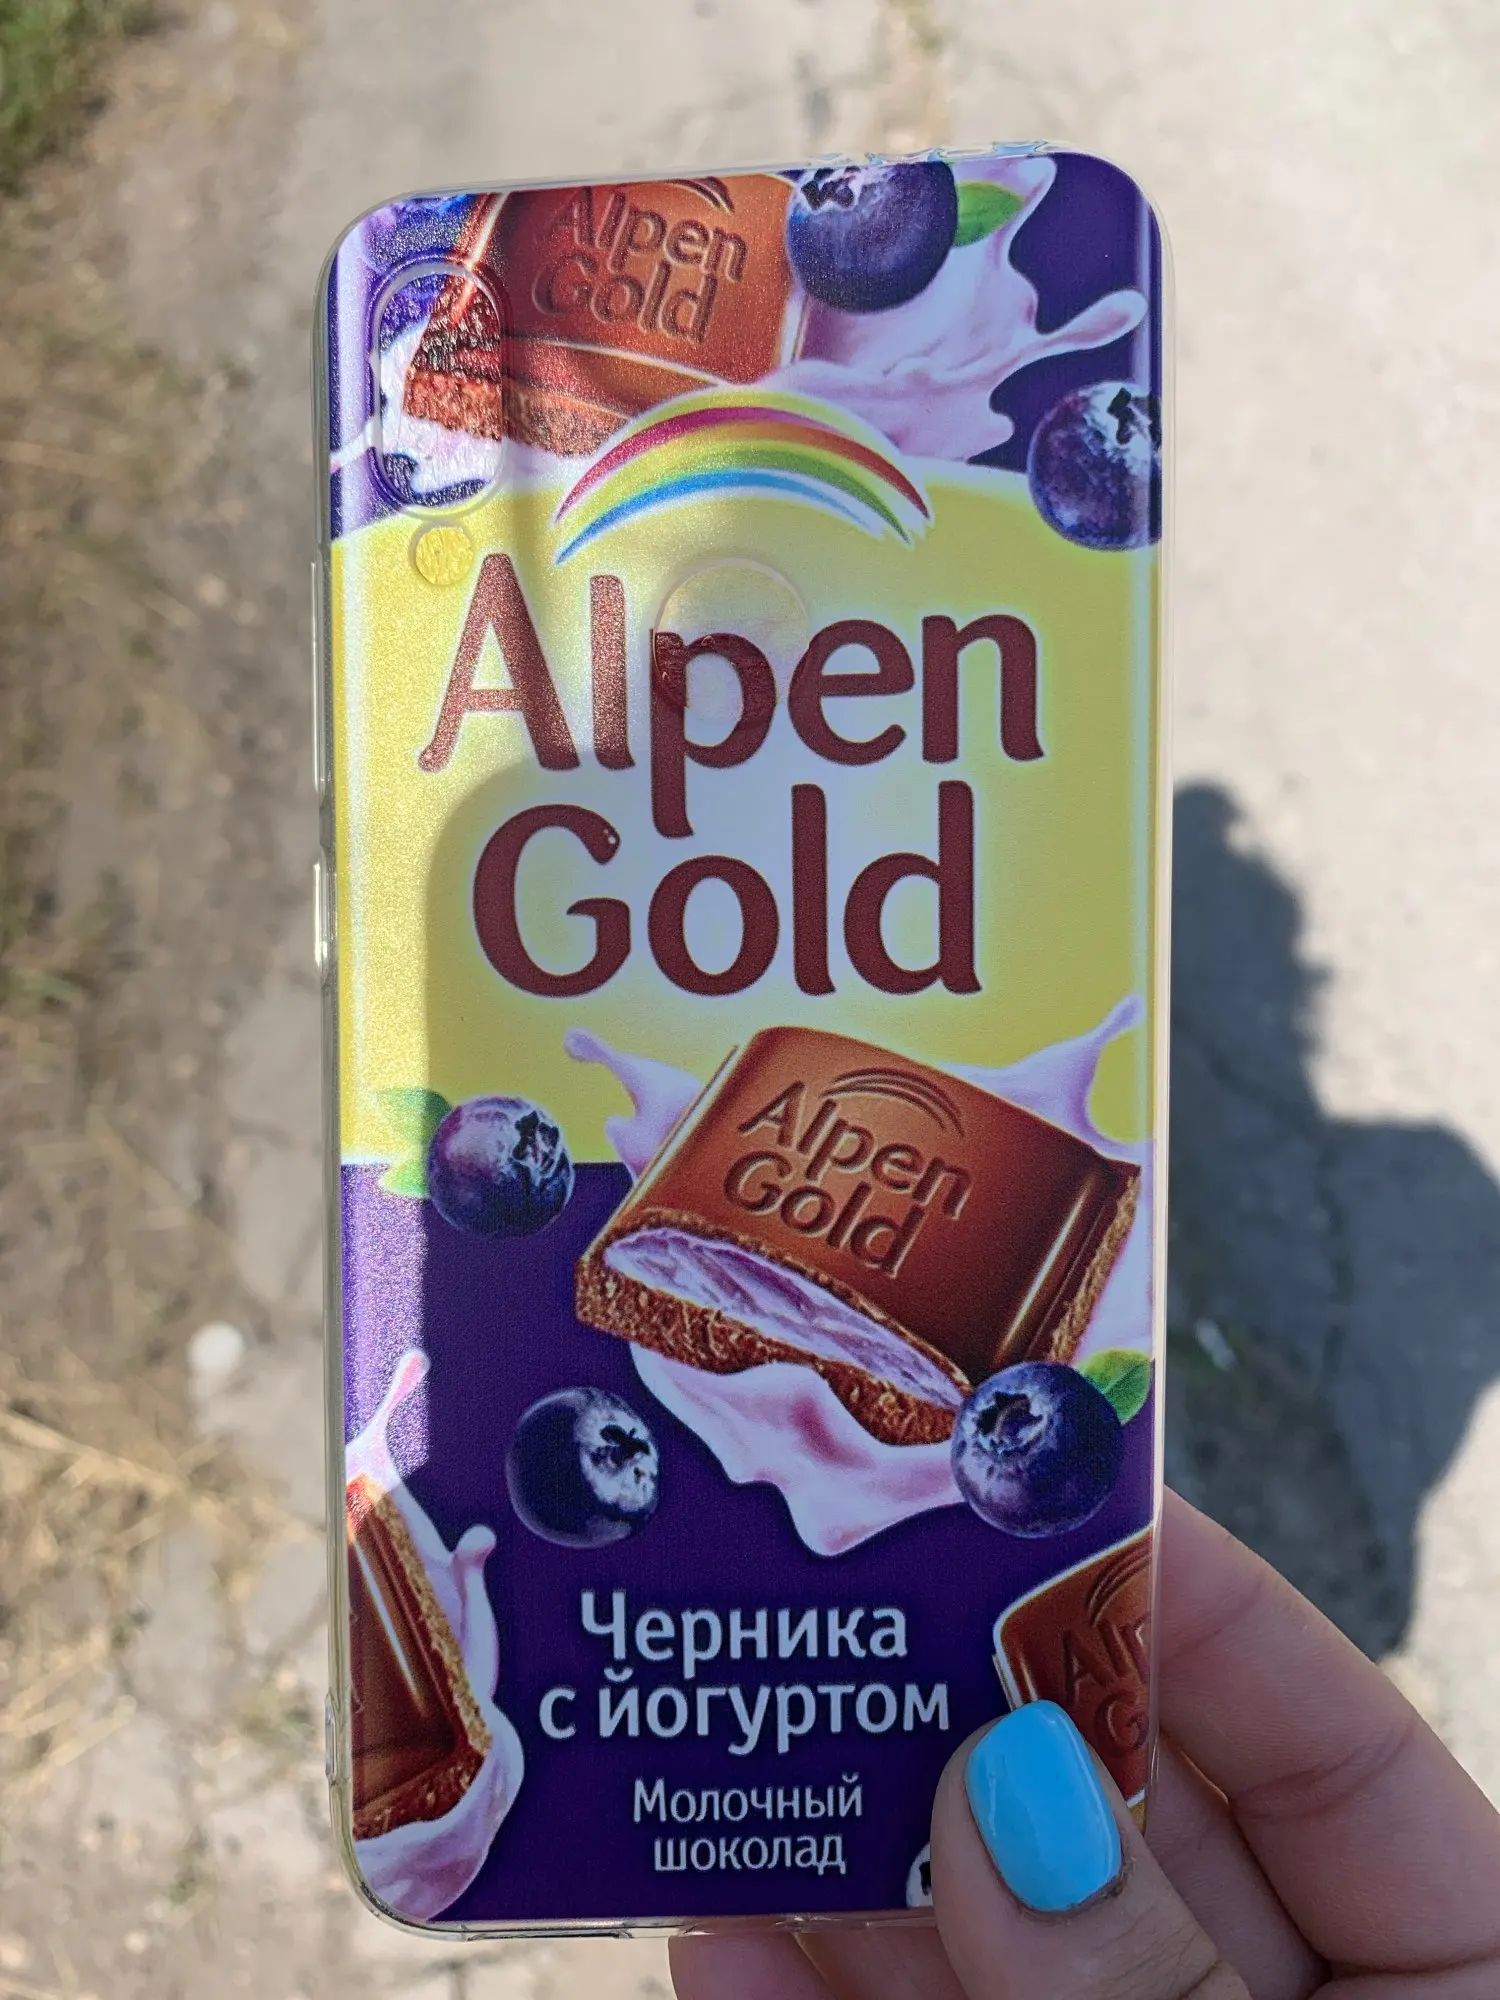 Alpen
Gold
Alpen
Gold
Alpen
Gold
Черника
с йогуртом
Молочный
шоколад